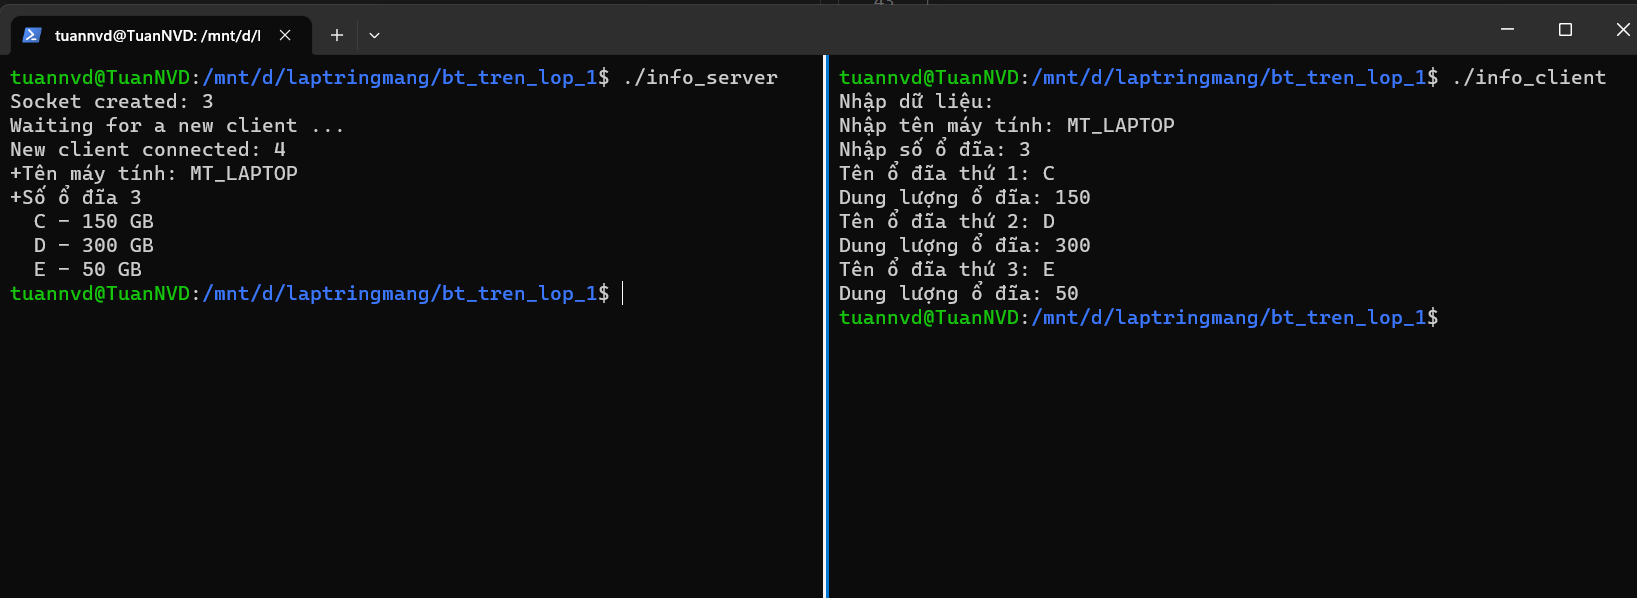 tuannvd@TuanNVD: /mnt/d/l
tuannvd@TuanNVD:/mnt/d/laptringmang/bt_tren_lop_1$ ./info_server
Socket created: 3
Waiting for a new client ...
New client connected: 4
+Tên máy tính: MT_LAPTOP
+Số ổ đĩa 3
C - 150 GB
D - 300 GB
E - 50 GB
tuannvd@TuanNVD:/mnt/d/laptringmang/bt_tren_lop_1$
tuannvd@TuanNVD:/mnt/d/laptringmang/bt_tren_lop_1$ ./info_client
Nhập dữ liệu:
Nhập tên máy tính: MT_LAPTOP
Nhập số ổ đĩa: 3
Tên ổ đĩa thứ 1: C
Dung lượng ổ đĩa: 150
Tên ổ đĩa thứ 2: D
Dung lượng ổ đĩa: 300
Tên ổ đĩa thứ 3: E
Dung lượng ổ đĩa: 50
tuannvd@TuanNVD:/mnt/d/laptringmang/bt_tren_lop_1$